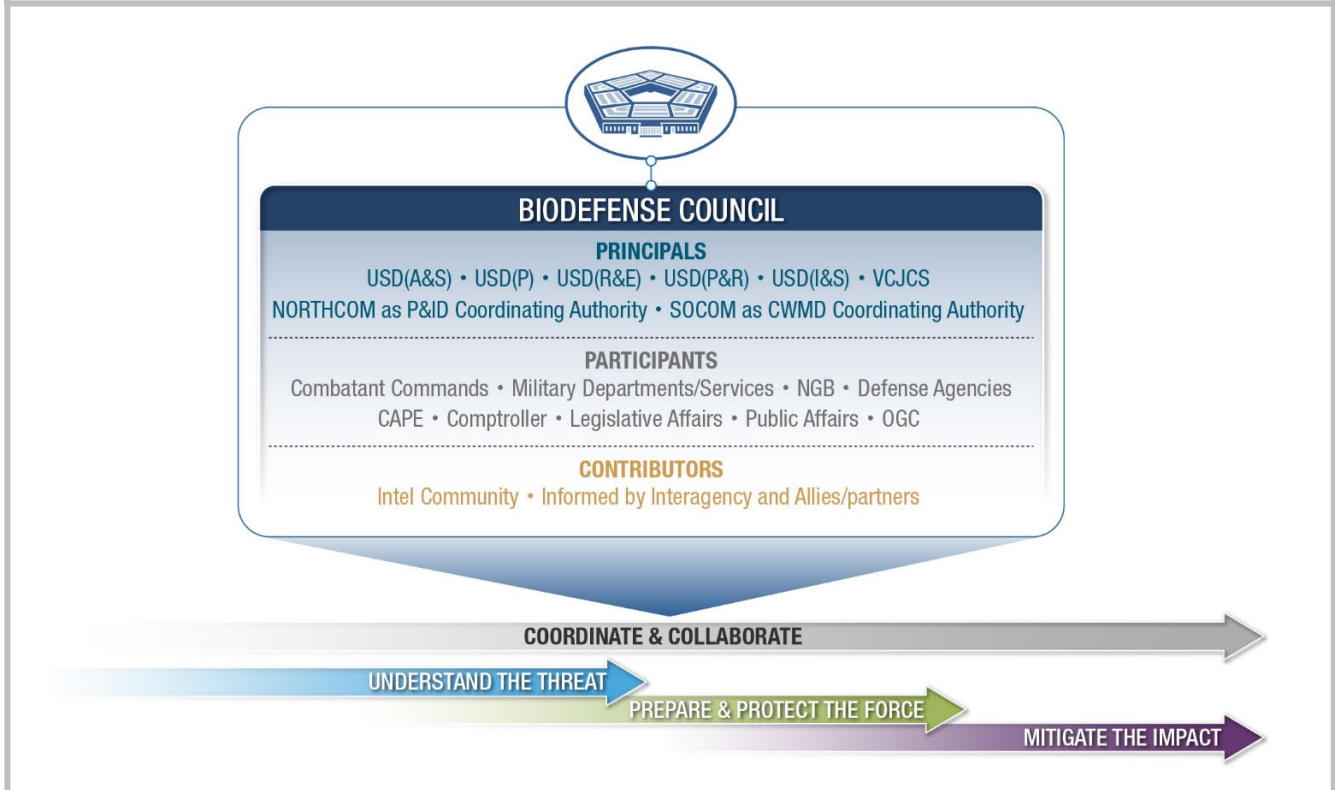 BIODEFENSE COUNCIL
PRINCIPALS
USD(A&S) • USD(P) • USD(R&E) • USD(P&R) • USD(I&S) • VCJCS
NORTHCOM as P&ID Coordinating Authority • SOCOM as CWMD Coordinating Authority
PARTICIPANTS
Combatant Commands • Military Departments/Services • NGB • Defense Agencies
CAPE • Comptroller • Legislative Affairs • Public Affairs • OGC
CONTRIBUTORS
Intel Community • Informed by Interagency and Allies/partners
COORDINATE & COLLABORATE
UNDERSTAND THE THREAT
PREPARE & PROTECT THE FORCE
MITIGATE THE IMPACT